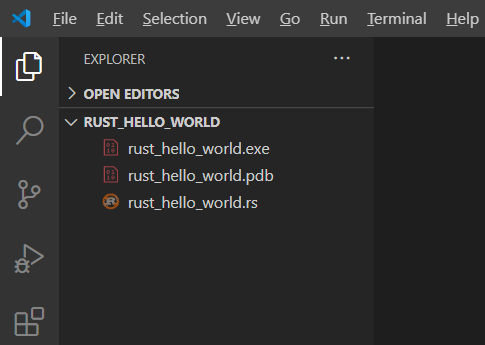 File Edit Selection View Go Run Terminal Help
EXPLORER ...
OPEN EDITORS
RUST_HELLO_WORLD
rust_hello_world.exe
rust_hello_world.pdb
rust_hello_world.rs